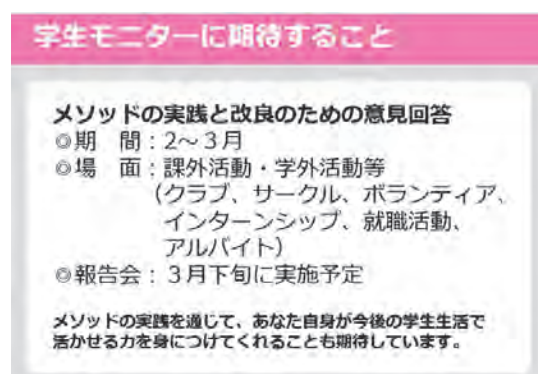 学生モニターに期待すること
メソッドの実践と改良のための意見回答
◎期　間：2～3月
◎場　面：課外活動・学外活動等
（クラブ、サークル、ボランティア、
インターンシップ、就職活動、
アルバイト）
◎報告会：３月下旬に実施予定
メソッドの実践を通じて、あなた自身が今後の学生生活で
活かせる力を身につけてくれることも期待しています。